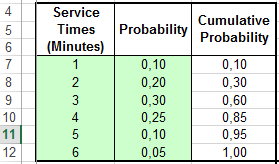 4 Service Times (Minutes) Probability Cumulative Probability
5
6
7 1 0,10 0,10
8 2 0,20 0,30
9 3 0,30 0,60
10 4 0,25 0,85
11 5 0,10 0,95
12 6 0,05 1,00